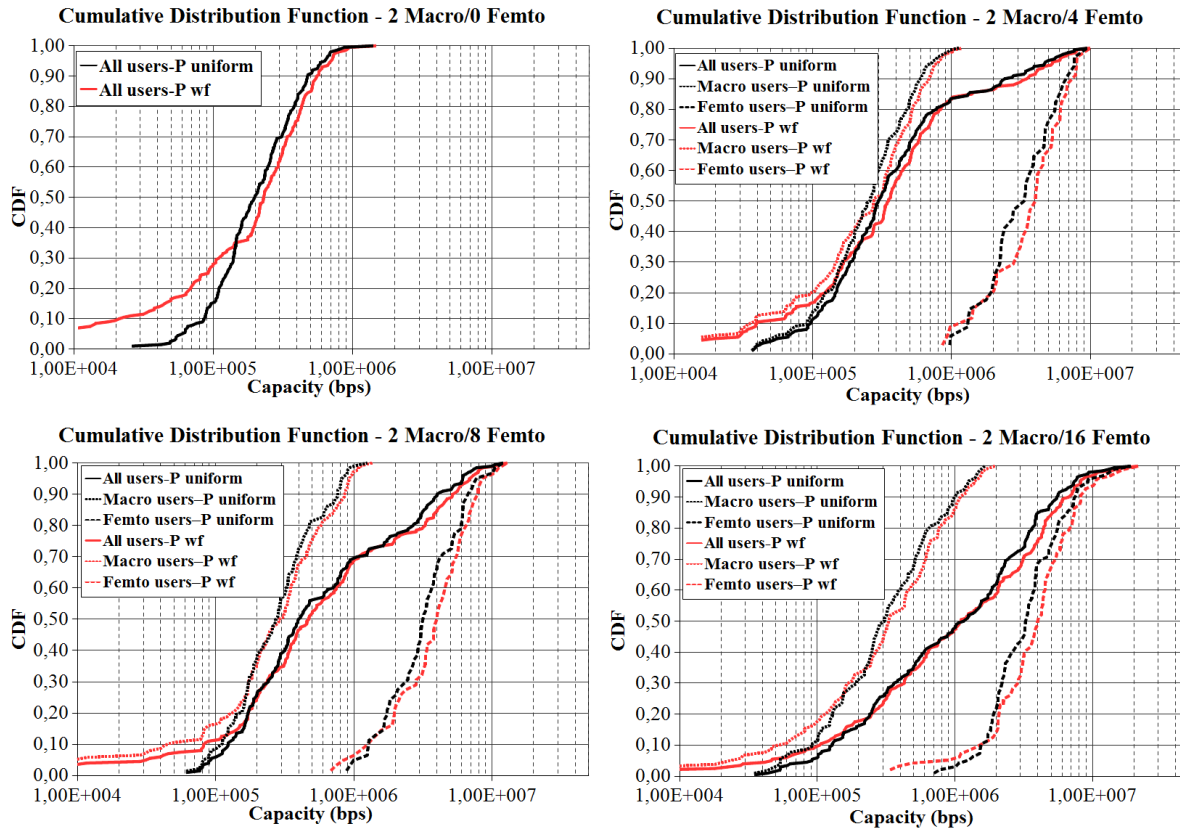 Cumulative Distribution Function - 2 Macro/0 Femto
1,00
0,90
0,80
0,70
0,60
0,50
0,40
0,30
0,20
0,10
0,00
CDF
All users-P uniform
All users-P wf
1,00E+004 1,00E+005 1,00E+006 1,00E+007
Capacity (bps)
Cumulative Distribution Function - 2 Macro/4 Femto
1,00
0,90
0,80
0,70
0,60
0,50
0,40
0,30
0,20
0,10
0,00
CDF
All users–P uniform
Macro users–P uniform
Femto users–P uniform
All users–P wf
Macro users–P wf
Femto users–P wf
1,00E+004 1,00E+005 1,00E+006 1,00E+007
Capacity (bps)
Cumulative Distribution Function - 2 Macro/8 Femto
1,00
0,90
0,80
0,70
0,60
0,50
0,40
0,30
0,20
0,10
0,00
CDF
All users-P uniform
Macro users–P uniform
Femto users–P uniform
All users-P wf
Macro users–P wf
Femto users–P wf
1,00E+004 1,00E+005 1,00E+006 1,00E+007
Capacity (bps)
Cumulative Distribution Function - 2 Macro/16 Femto
1,00
0,90
0,80
0,70
0,60
0,50
0,40
0,30
0,20
0,10
0,00
CDF
All users-P uniform
Macro users–P uniform
Femto users–P uniform
All users-P wf
Macro users–P wf
Femto users–P wf
1,00E+004 1,00E+005 1,00E+006 1,00E+007
Capacity (bps)